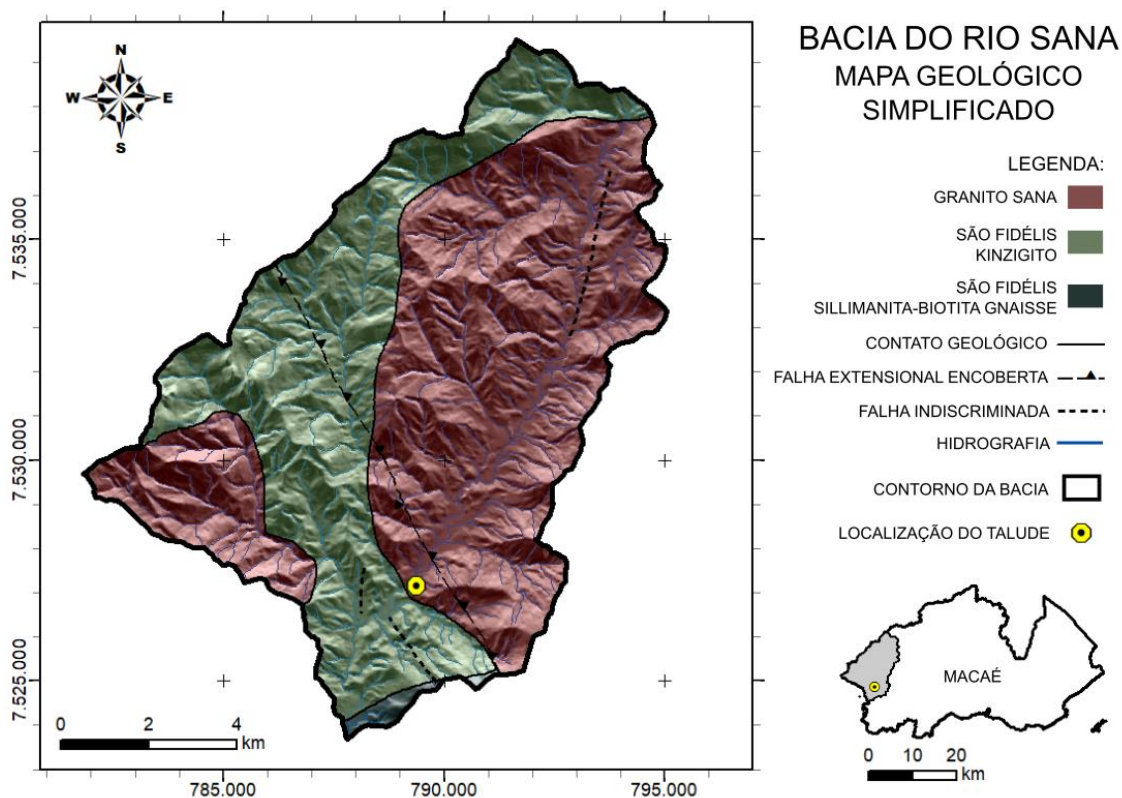 BACIA DO RIO SANA
MAPA GEOLÓGICO
SIMPLIFICADO
N
W E
S
LEGENDA:
GRANITO SANA
SÃO FIDÉLIS
KINZIGITO
SÃO FIDÉLIS
SILLIMANITA-BIOTITA GNAISSE
CONTATO GEOLÓGICO
FALHA EXTENSIONAL ENCOBERTA
FALHA INDISCRIMINADA
HIDROGRAFIA
CONTORNO DA BACIA
LOCALIZAÇÃO DO TALUDE
7.535.000
7.530.000
7.525.000
0 2 4
km
785.000 790.000 795.000
MACAÉ
0 10 20
km